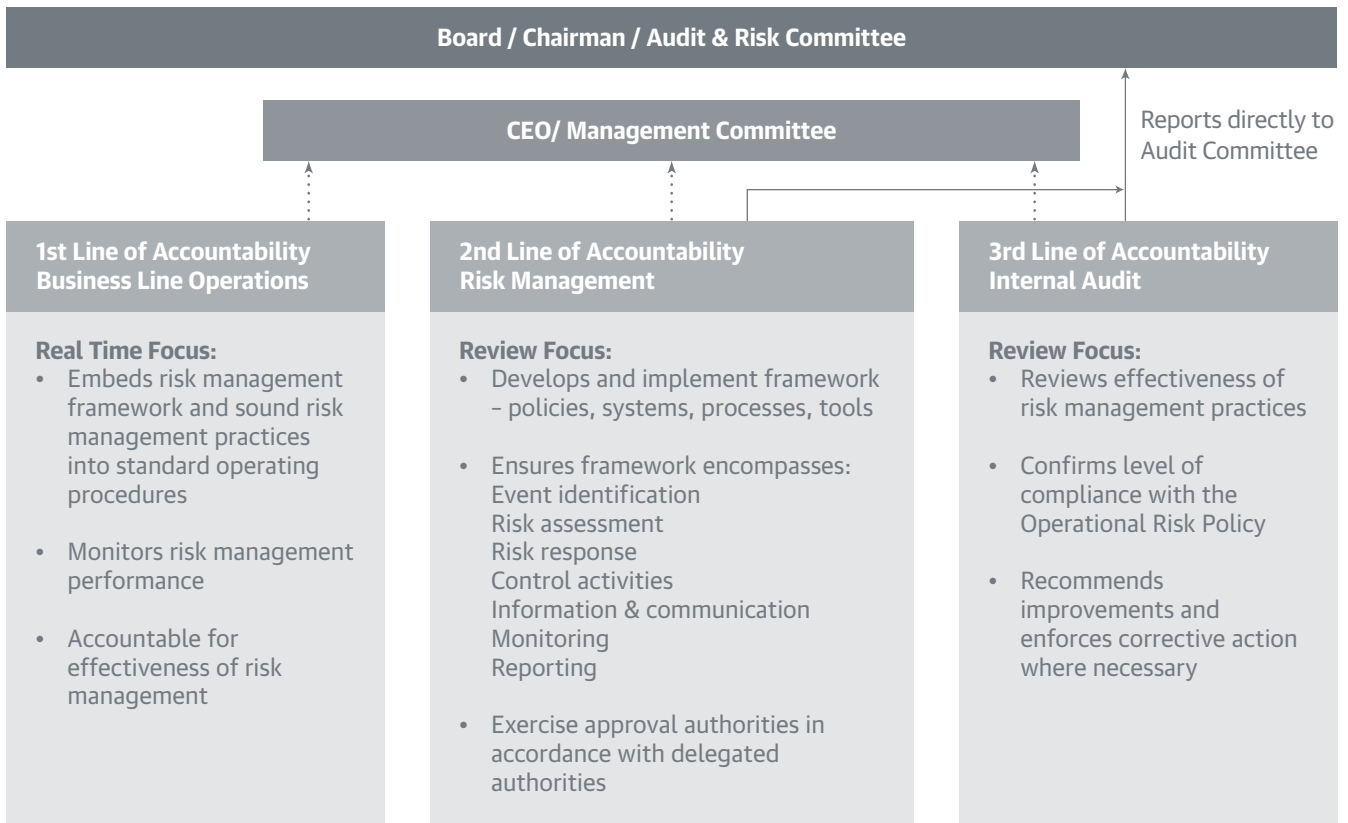 Board / Chairman / Audit & Risk Committee
CEO/ Management Committee
Reports directly to
Audit Committee
1st Line of Accountability
Business Line Operations
Real Time Focus:
• Embeds risk management
framework and sound risk
management practices
into standard operating
procedures
• Monitors risk management
performance
• Accountable for
effectiveness of risk
management
2nd Line of Accountability
Risk Management
Review Focus:
• Develops and implement framework
– policies, systems, processes, tools
• Ensures framework encompasses:
Event identification
Risk assessment
Risk response
Control activities
Information & communication
Monitoring
Reporting
• Exercise approval authorities in
accordance with delegated
authorities
3rd Line of Accountability
Internal Audit
Review Focus:
• Reviews effectiveness of
risk management practices
• Confirms level of
compliance with the
Operational Risk Policy
• Recommends
improvements and
enforces corrective action
where necessary